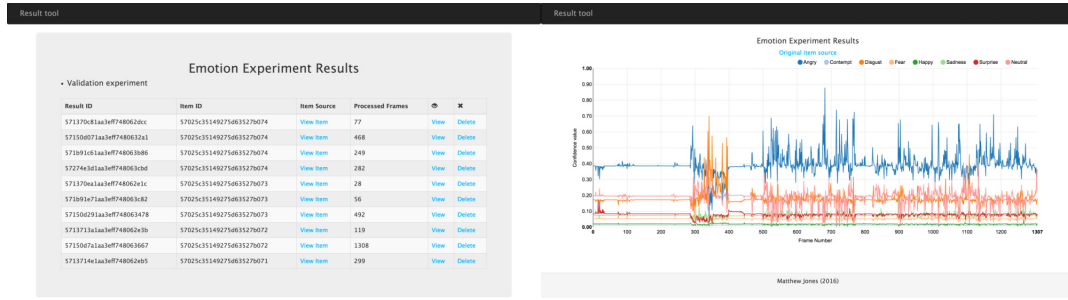 Result tool
Emotion Experiment Results
• Validation experiment
Result ID Item ID Item Source Processed Frames
571370c81aa3eff748062dcc 57025c35149275d63527b074 View Item 77 View Delete
57150d071aa3eff7480632a1 57025c35149275d63527b074 View Item 468 View Delete
571b91c61aa3eff748063b86 57025c35149275d63527b074 View Item 249 View Delete
57274e3d1aa3eff748063cbd 57025c35149275d63527b074 View Item 282 View Delete
571370ea1aa3eff748062e1c 57025c35149275d63527b073 View Item 28 View Delete
571b91e71aa3eff748063c82 57025c35149275d63527b073 View Item 56 View Delete
57150d291aa3eff748063478 57025c35149275d63527b073 View Item 492 View Delete
5713713a1aa3eff748062e3b 57025c35149275d63527b072 View Item 119 View Delete
57150d7a1aa3eff748063667 57025c35149275d63527b072 View Item 1308 View Delete
5713714e1aa3eff748062eb5 57025c35149275d63527b071 View Item 299 View Delete
Result tool
Emotion Experiment Results
Original item source
Angry Contempt Disgust Fear Happy Sadness Surprise Neutral
1.00
0.90
0.80
0.70
0.60
0.50
0.40
0.30
0.20
0.10
0.00
Confidence value
0 100 200 300 400 500 600 700 800 900 1000 1100 1200 1307
Frame Number
Matthew Jones (2016)